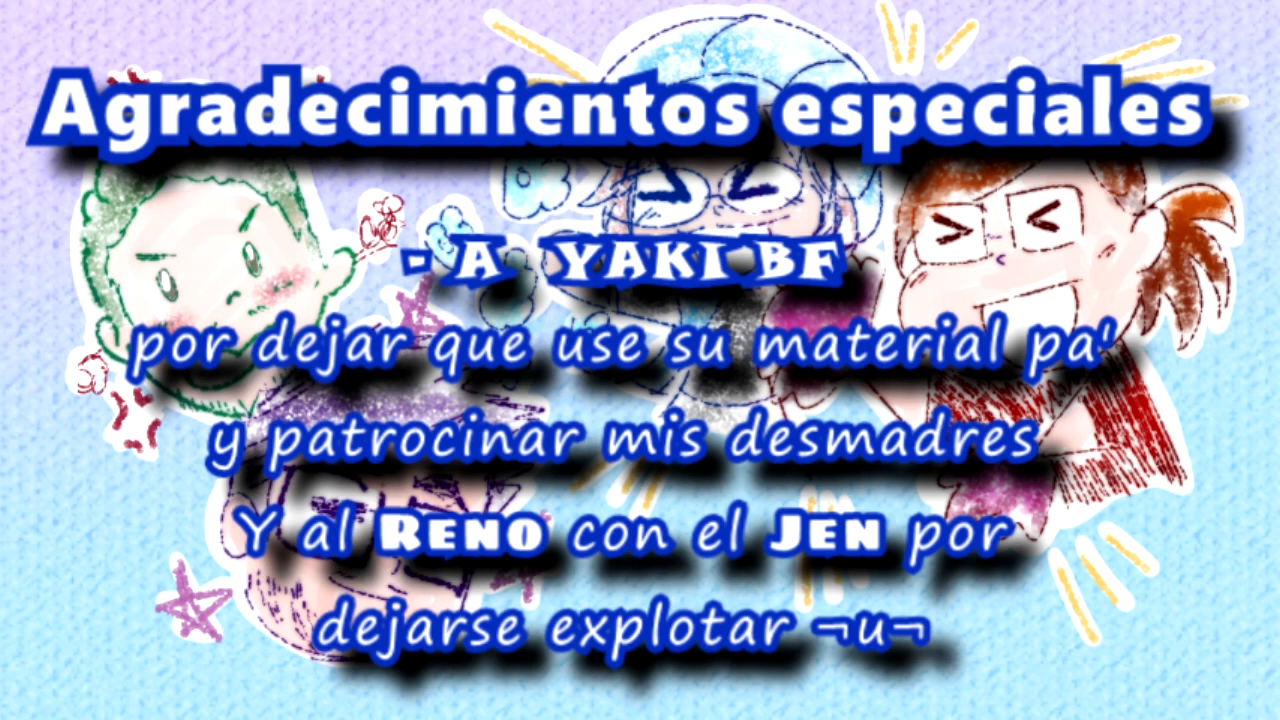 Agradecimientos especiales
- A YAKI BF
por dejar que use su material pa'
y patrocinar mis desmadres
Y al Reno con el Jen por
dejarse explotar ¬u¬